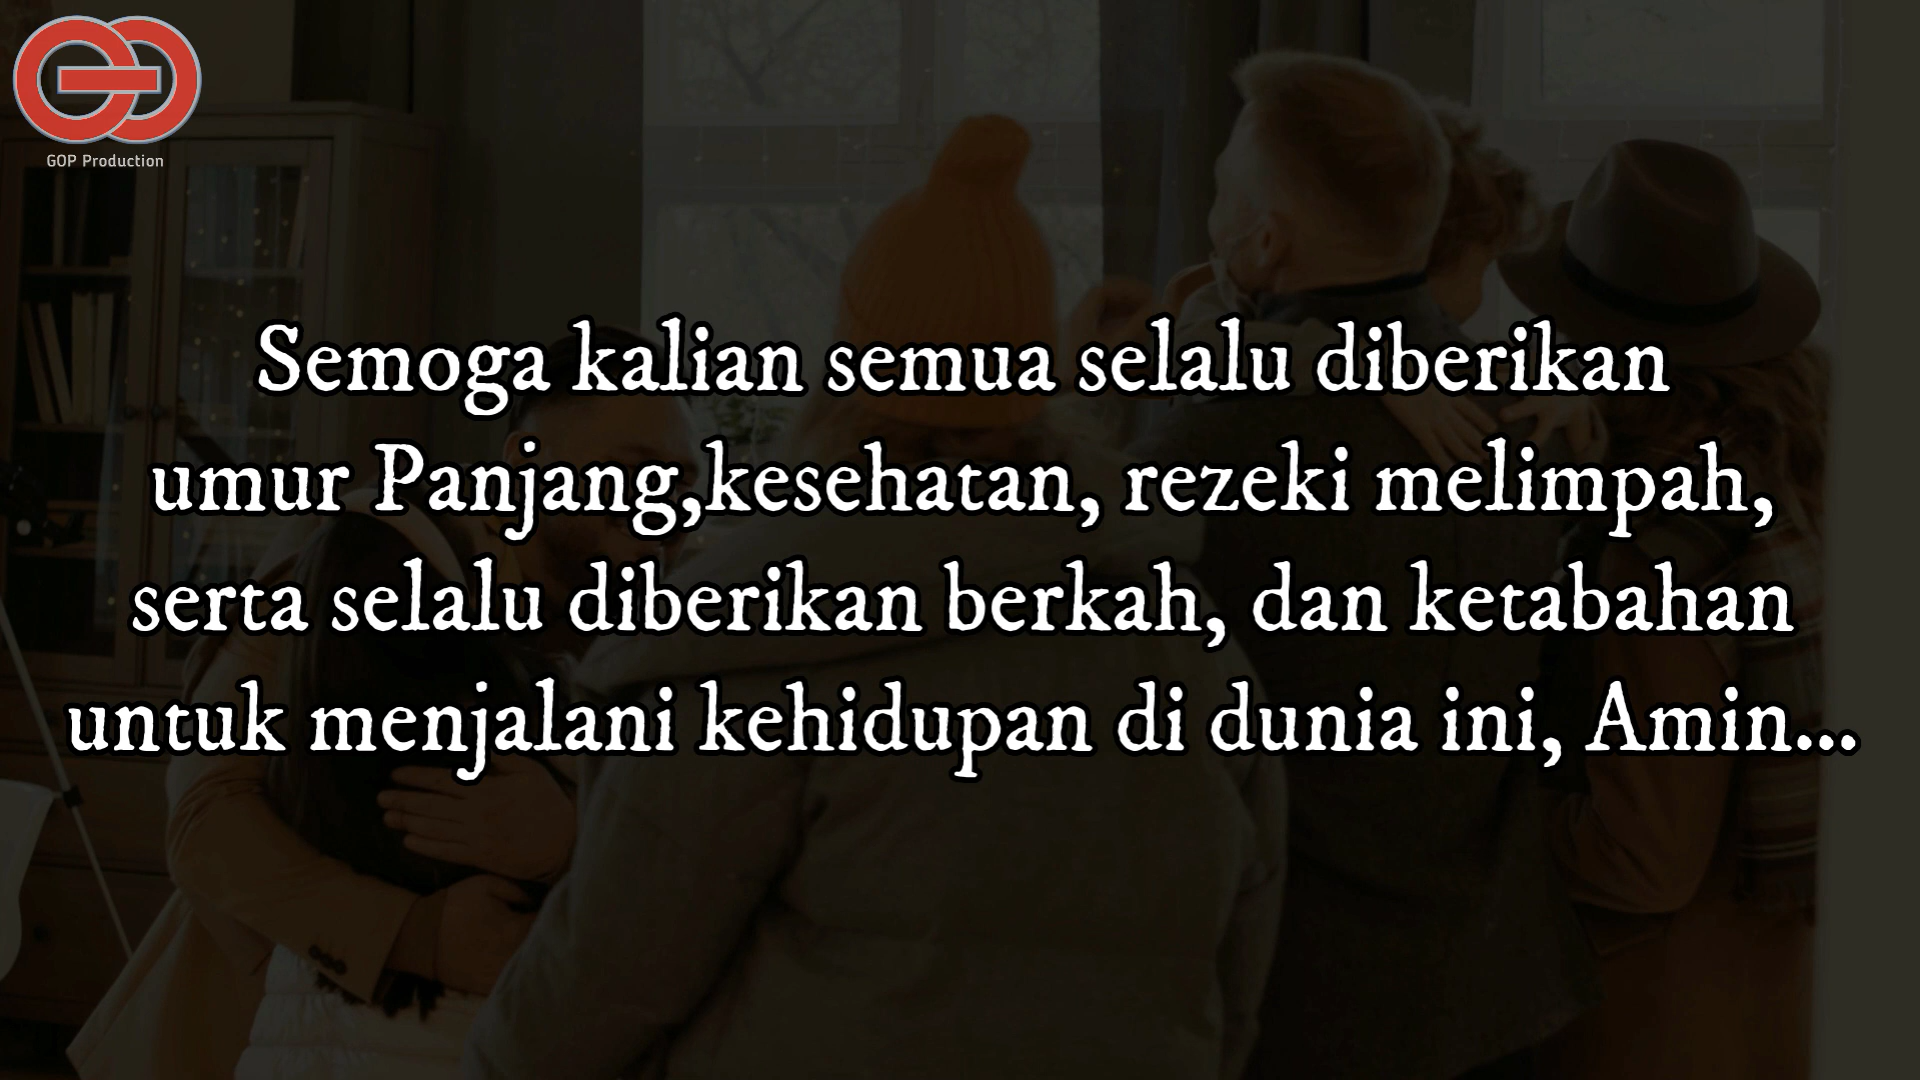 GOP Production
Semoga kalian semua selalu diberikan
umur Panjang,kesehatan, rezeki melimpah,
serta selalu diberikan berkah, dan ketabahan
untuk menjalani kehidupan di dunia ini, Amin...